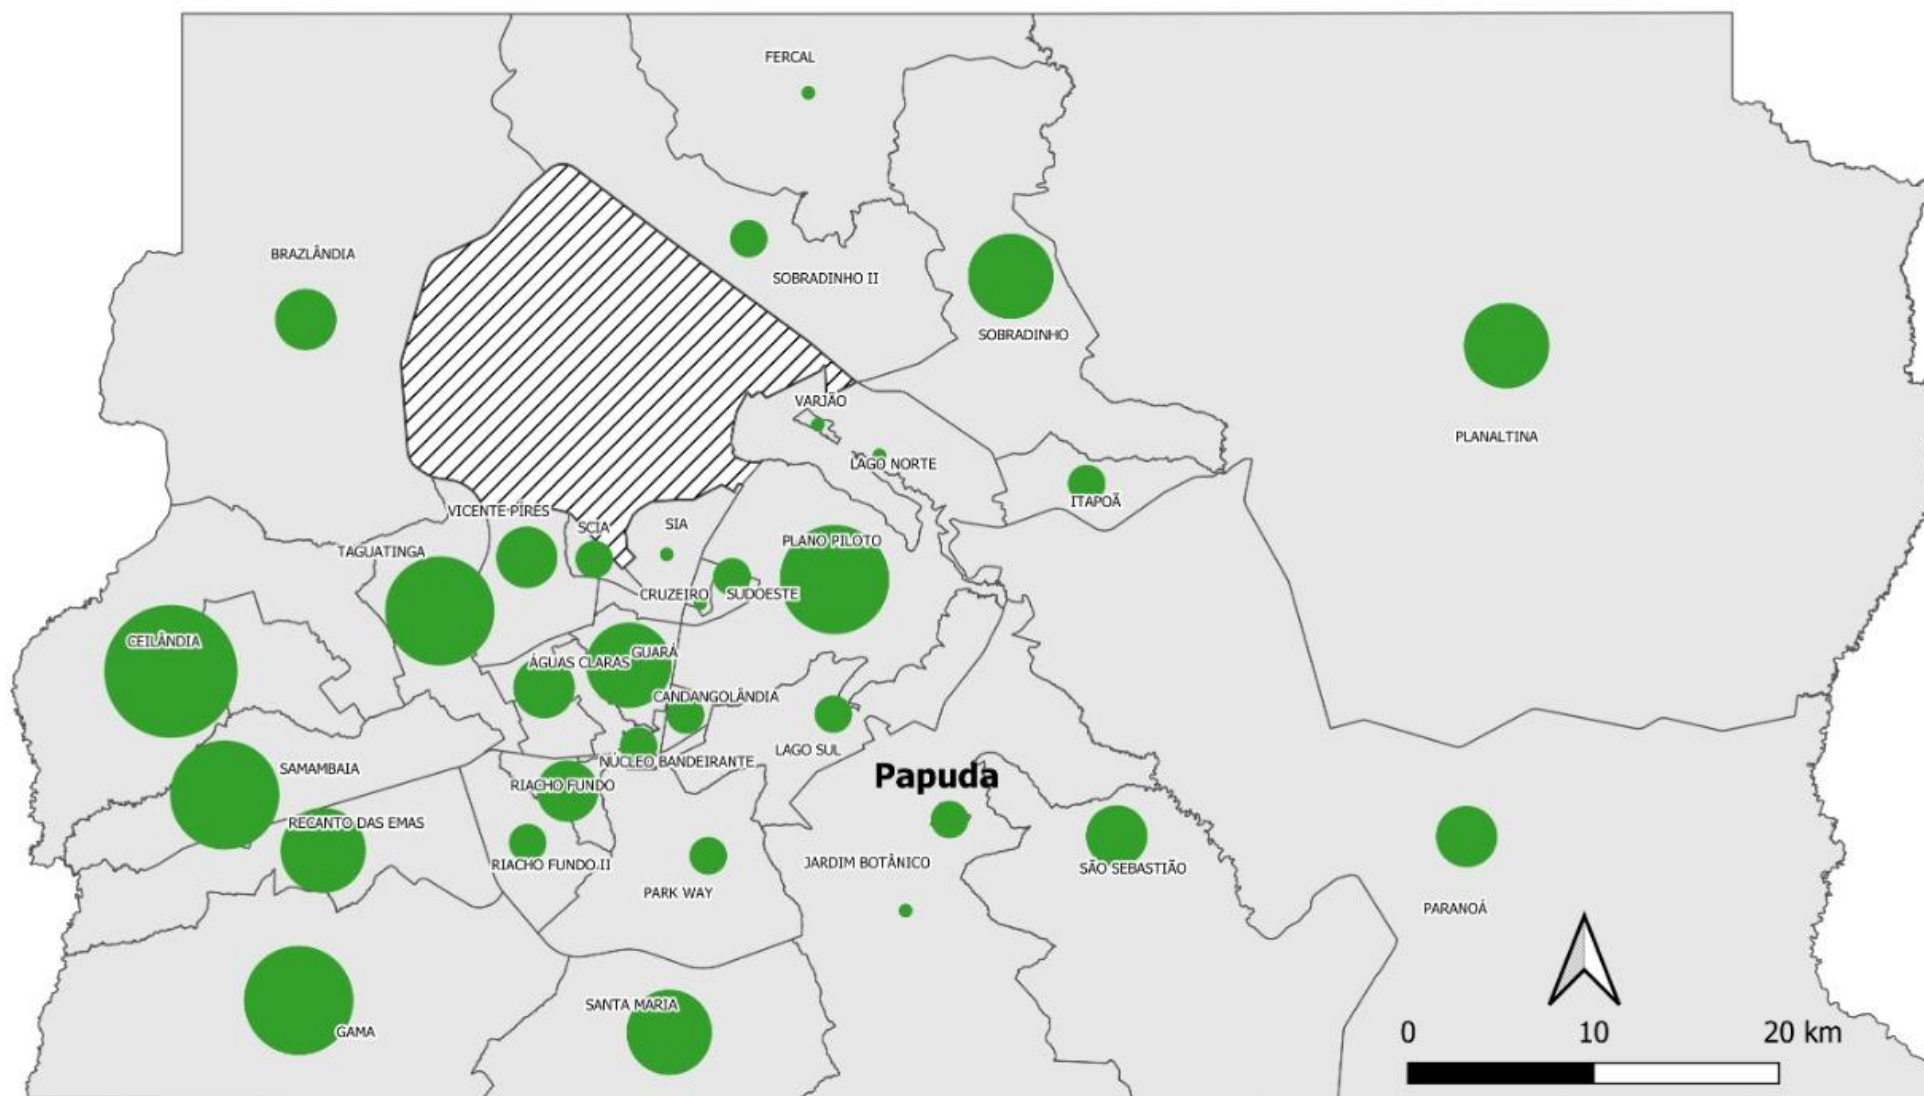 FERCAL
BRAZLÂNDIA
SOBRADINHO II
SOBRADINHO
VARJÃO
PLANALTINA
LAGO NORTE
ITAPOÃ
VICENTE PIRES
SCIA
SIA
PLANO PILOTO
TAGUATINGA
CRUZEIRO
SUDOESTE
CEILÂNDIA
GUARÁ
ÁGUAS CLARAS
CANDANGOLÂNDIA
LAGO SUL
NÚCLEO BANDEIRANTE
SAMAMBAIA
Papuda
RIACHO FUNDO
RECANTO DAS EMAS
RIACHO FUNDO II
JARDIM BOTÂNICO
SÃO SEBASTIÃO
PARK WAY
PARANOÁ
SANTA MARIA
GAMA
0 10 20 km